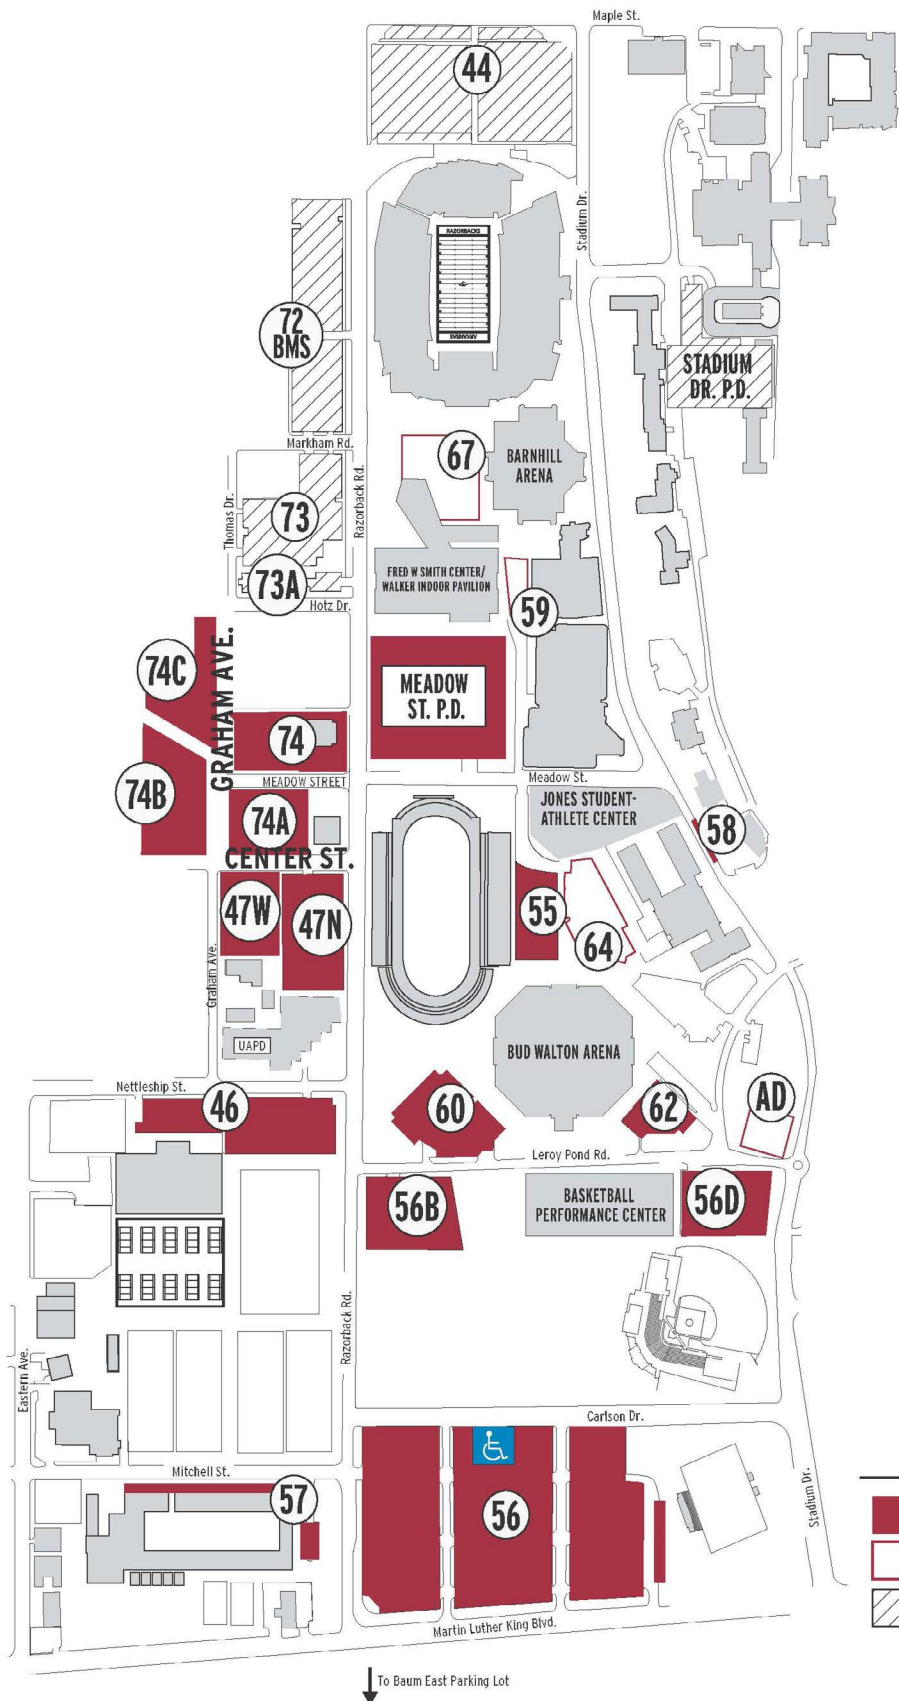 Maple St.
44
Stadium Dr.
RAZORBACKS
ARKANSAS
72
BMS
STADIUM
DR. P.D.
Markham Rd.
67
BARNHILL
ARENA
Thomas Dr.
73
Razorback Rd.
FRED W SMITH CENTER/
WALKER INDOOR PAVILION
73A
Hotz Dr.
59
74C
GRAHAM AVE.
MEADOW
ST. P.D.
74
MEADOW STREET
Meadow St.
74B
74A
JONES STUDENT-
ATHLETE CENTER
58
CENTER ST.
47W
47N
55
64
Graham Ave.
UAPD
BUD WALTON ARENA
Nettleship St.
46
60
62
AD
Leroy Pond Rd.
56B
BASKETBALL
PERFORMANCE CENTER
56D
Razorback Rd.
Eastern Ave.
Carlson Dr.
Mitchell St.
57
56
Stadium Dr.
Martin Luther King Blvd.
To Baum East Parking Lot